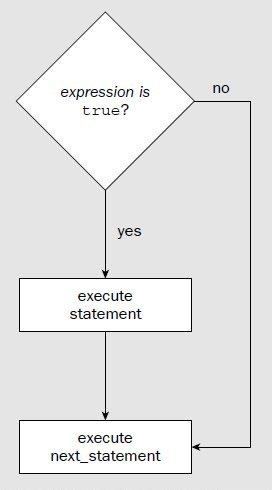 expression is
true?
no
yes
execute
statement
execute
next_statement